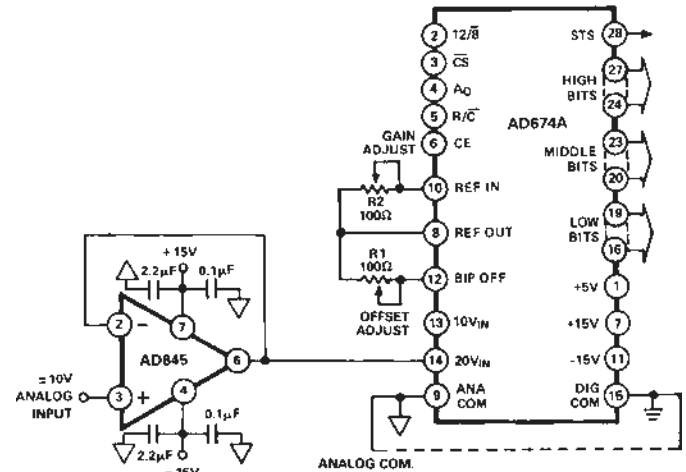 2 12/8̅
3 C̅S̅
4 A0
5 R/C̅
6 CE
10 REF IN
8 REF OUT
12 BIP OFF
13 10VIN
14 20VIN
9 ANA COM
AD674A
STS 28
27
HIGH BITS
24
23
MIDDLE BITS
20
19
LOW BITS
16
+5V 1
+15V 7
-15V 11
DIG COM 15
GAIN ADJUST
R2
100Ω
R1
100Ω
OFFSET ADJUST
+15V
2.2μF
0.1μF
2 −
7
AD845
6
= 10V
ANALOG INPUT
3 +
4
0.1μF
2.2μF
ANALOG COM.